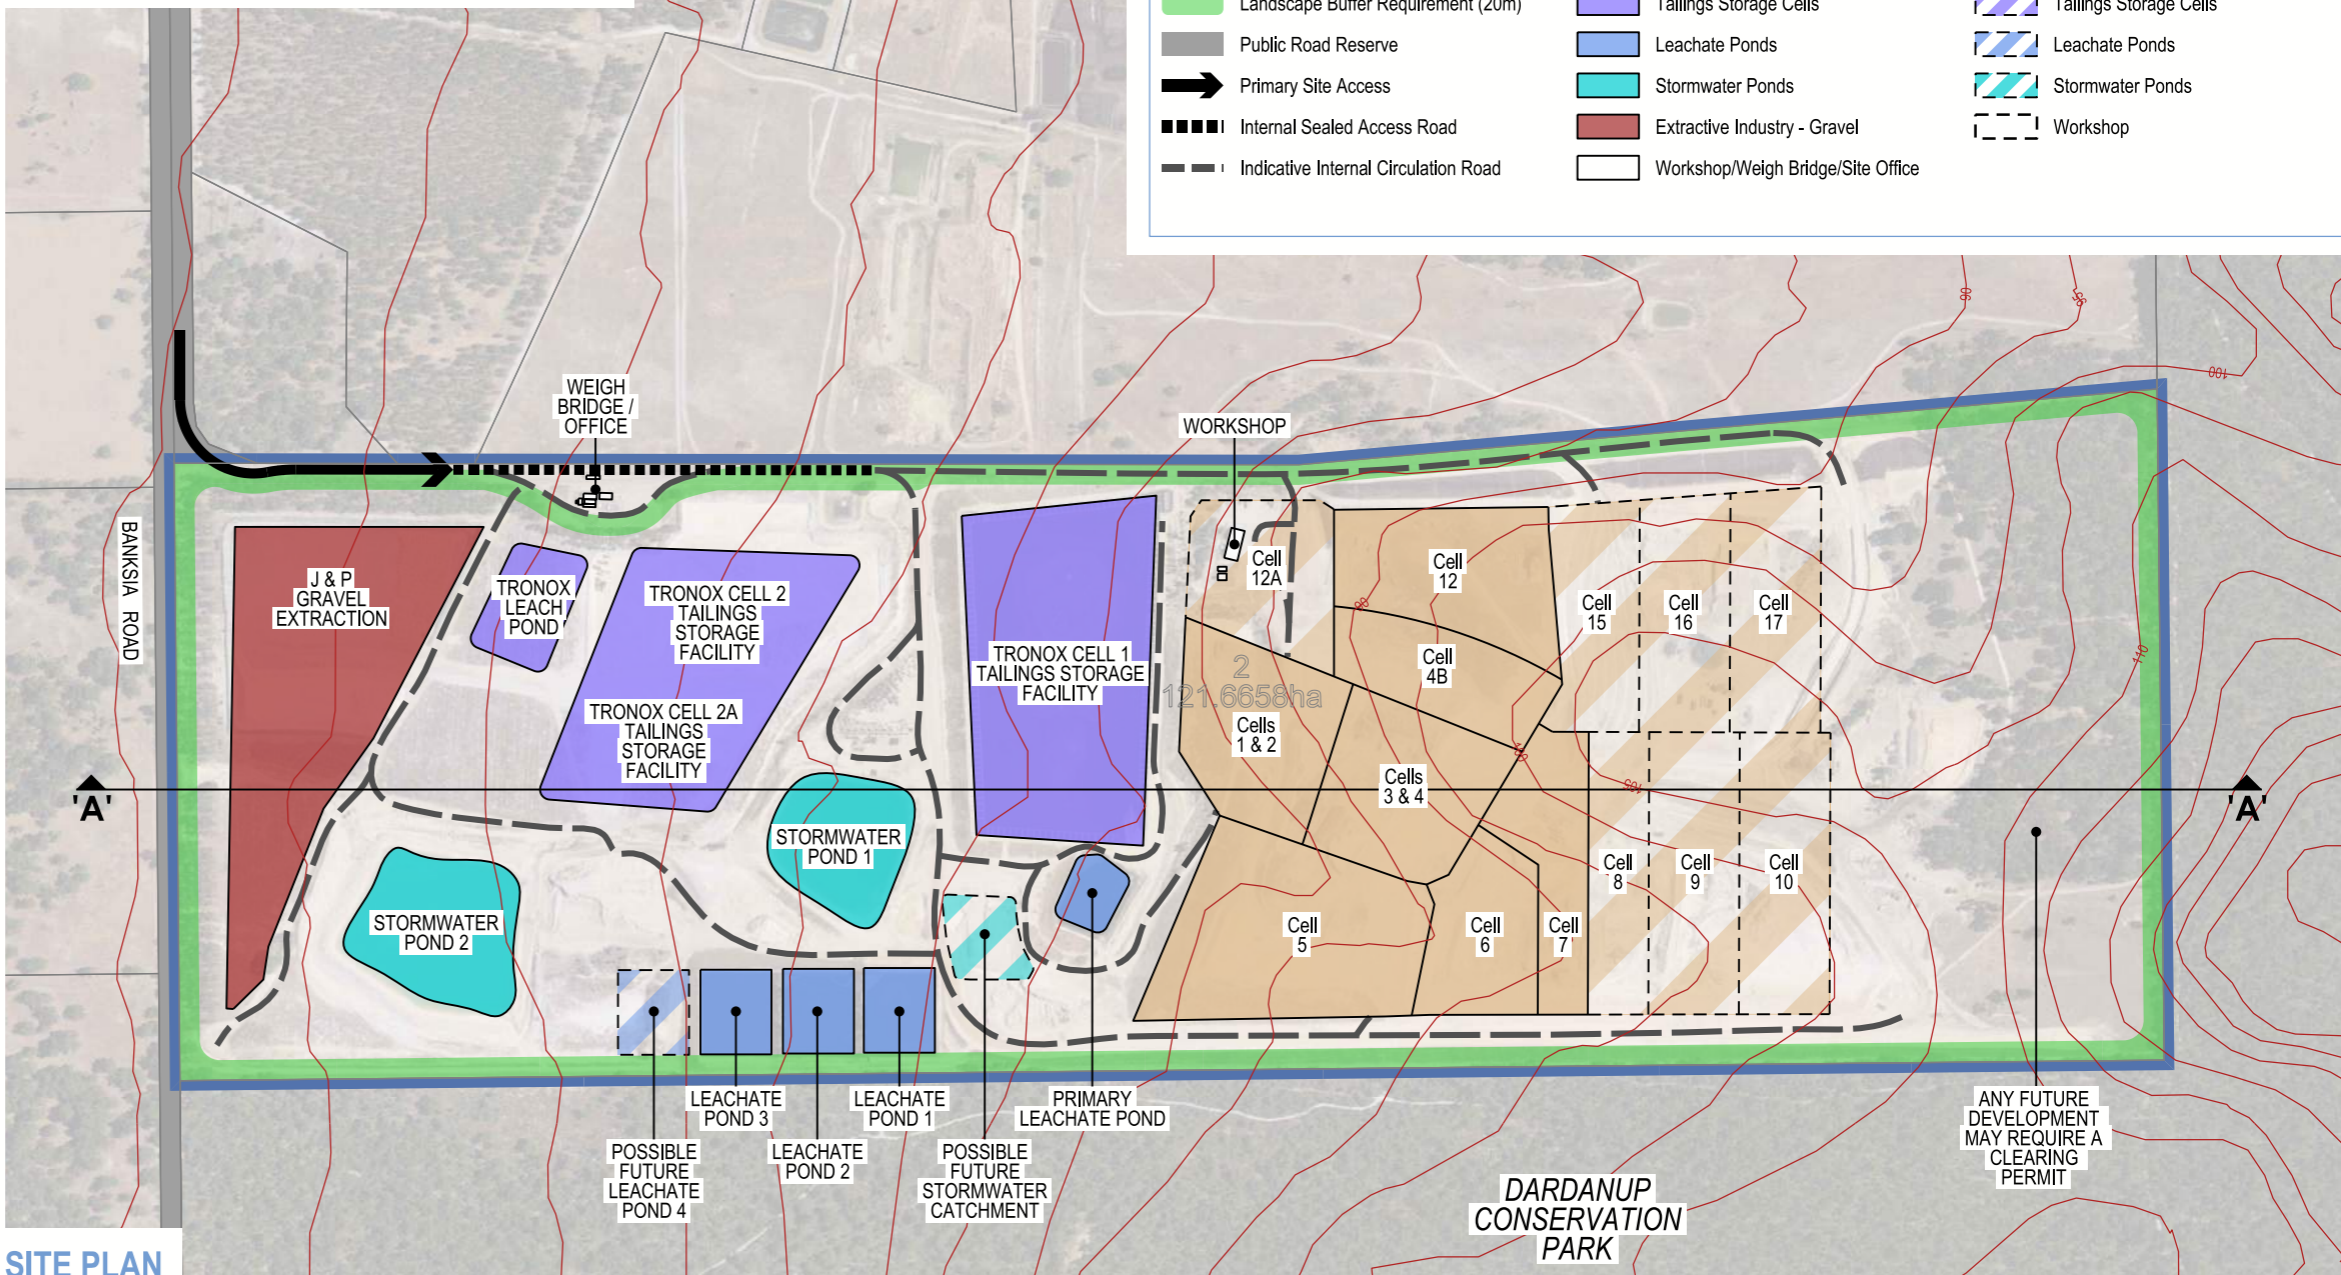 Landscape Buffer Requirement (20m)
Tailings Storage Cells
Tailings Storage Cells
Public Road Reserve
Leachate Ponds
Leachate Ponds
Primary Site Access
Stormwater Ponds
Stormwater Ponds
Internal Sealed Access Road
Extractive Industry - Gravel
Workshop
Indicative Internal Circulation Road
Workshop/Weigh Bridge/Site Office
90
95
100
WEIGH
BRIDGE /
OFFICE
WORKSHOP
BANKSIA ROAD
J & P
GRAVEL
EXTRACTION
TRONOX
LEACH
POND
TRONOX CELL 2
TAILINGS
STORAGE
FACILITY
TRONOX CELL 2A
TAILINGS
STORAGE
FACILITY
TRONOX CELL 1
TAILINGS STORAGE
FACILITY
2
121.6658ha
Cell
12A
Cell
12
Cell
4B
Cell
15
Cell
16
Cell
17
90
110
Cells
1 & 2
Cells
3 & 4
100
105
'A'
'A'
STORMWATER
POND 1
STORMWATER
POND 2
Cell
5
Cell
6
Cell
7
Cell
8
Cell
9
Cell
10
LEACHATE
POND 3
LEACHATE
POND 1
PRIMARY
LEACHATE POND
POSSIBLE
FUTURE
LEACHATE
POND 4
LEACHATE
POND 2
POSSIBLE
FUTURE
STORMWATER
CATCHMENT
ANY FUTURE
DEVELOPMENT
MAY REQUIRE A
CLEARING
PERMIT
DARDANUP
CONSERVATION
PARK
SITE PLAN